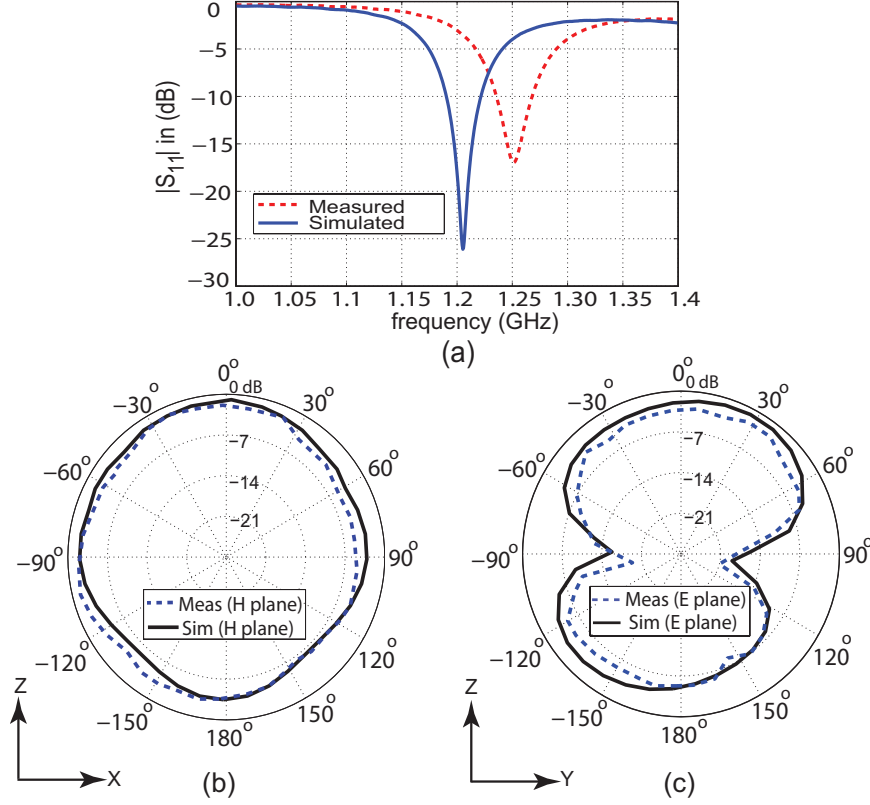 0
−5
−10
−15
−20
−25
−30
|S11| in (dB)
Measured
Simulated
1.0 1.05 1.1 1.15 1.2 1.25 1.30 1.35 1.4
frequency (GHz)
(a)
0°
0 dB
−30° 30°
−7
−60° 60°
−14
−21
−90° 90°
Meas (H plane)
Sim (H plane)
−120° 120°
−150° 150°
180°
Z
X
(b)
0°
0 dB
−30° 30°
−7
−60° 60°
−14
−21
−90° 90°
Meas (E plane)
Sim (E plane)
−120° 120°
−150° 150°
180°
Z
Y
(c)